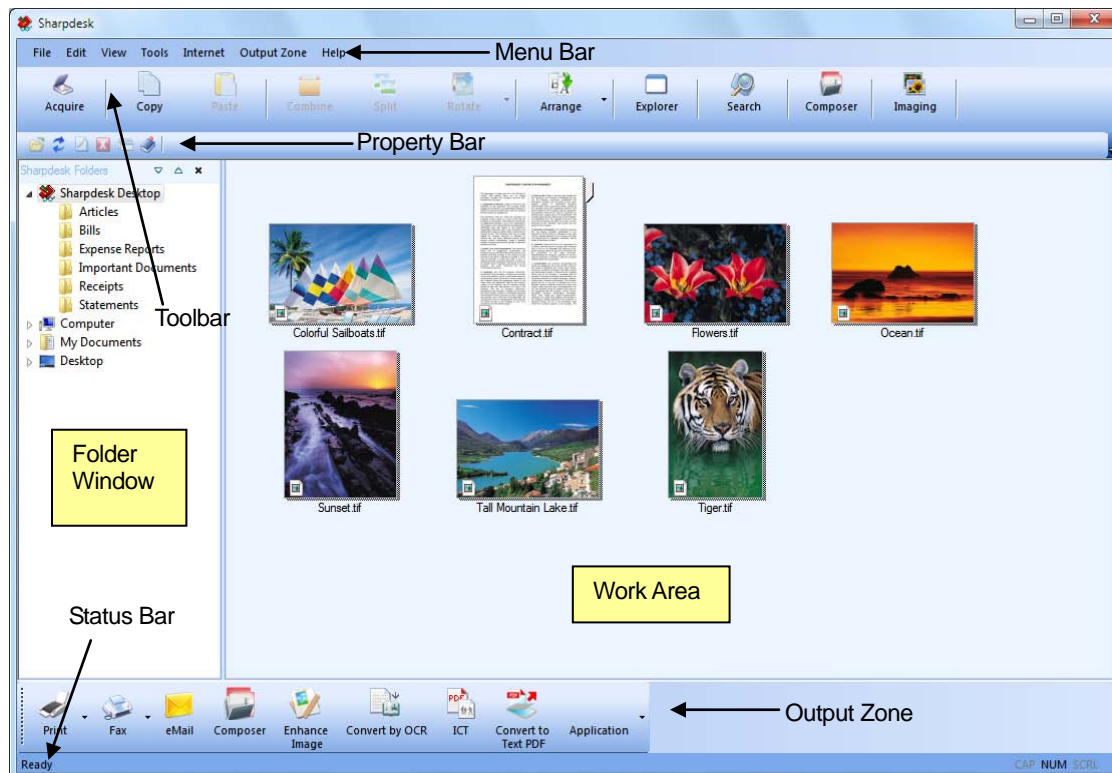 Sharpdesk
File Edit View Tools Internet Output Zone Help
Menu Bar
Acquire Copy Paste Combine Split Rotate Arrange Explorer Search Composer Imaging
Property Bar
Sharpdesk Folders
Sharpdesk Desktop
Articles
Bills
Expense Reports
Important Documents
Receipts
Statements
Computer
My Documents
Desktop
Toolbar
Colorful Sailboats.tif
Contract.tif
Flowers.tif
Ocean.tif
Sunset.tif
Tall Mountain Lake.tif
Tiger.tif
Folder
Window
Work Area
Status Bar
Output Zone
Print Fax eMail Composer Enhance Image Convert by OCR ICT Convert to Text PDF Application
PDF
Ready
CAP NUM SCRL